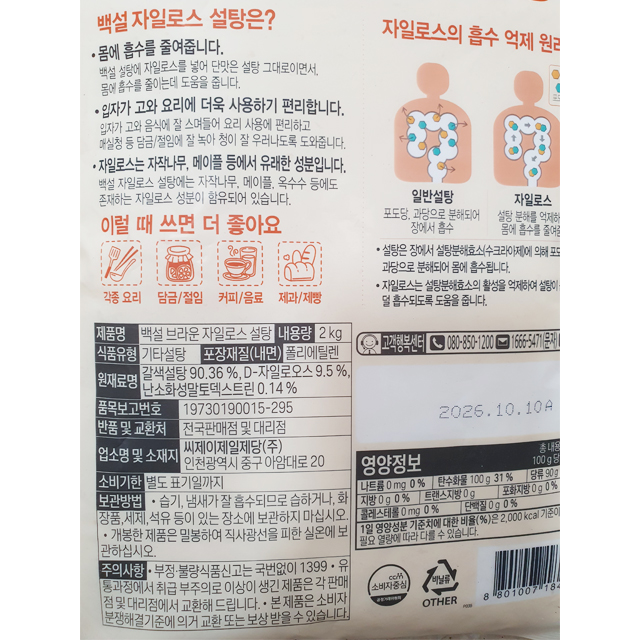 백설 자일로스 설탕은?
• 몸에 흡수를 줄여줍니다.
백설 설탕에 자일로스를 넣어 단맛은 설탕 그대로이면서,
몸에 흡수를 줄이는데 도움을 줍니다.
• 입자가 고와 요리에 더욱 사용하기 편리합니다.
입자가 고와 음식에 잘 스며들어 요리 사용에 편리하고
매실청 등 담금/절임에 잘 녹아 청이 잘 우러나도록 도와줍니다.
• 자일로스는 자작나무, 메이플 등에서 유래한 성분입니다.
백설 자일로스 설탕에는 자작나무, 메이플, 옥수수 등에도
존재하는 자일로스 성분이 함유되어 있습니다.
이럴 때 쓰면 더 좋아요
각종 요리 담금/절임 커피/음료 제과/제빵
자일로스의 흡수 억제 원리
일반설탕
포도당, 과당으로 분해되어
장에서 흡수
자일로스
설탕 분해를 억제하
몸에 흡수를 줄여줌
• 설탕은 장에서 설탕분해효소(수크라아제)에 의해 포도
과당으로 분해되어 몸에 흡수됩니다.
• 자일로스는 설탕분해효소의 활성을 억제하여 설탕이
덜 흡수되도록 도움을 줍니다.
제품명 백설 브라운 자일로스 설탕 내용량 2 kg
식품유형 기타설탕 포장재질(내면) 폴리에틸렌
원재료명 갈색설탕 90.36 %, D-자일로오스 9.5 %,
난소화성말토덱스트린 0.14 %
품목보고번호 19730190015-295
반품 및 교환처 전국판매점 및 대리점
업소명 및 소재지 씨제이제일제당(주)
인천광역시 중구 아암대로 20
소비기한 별도 표기일까지
보관방법 • 습기, 냄새가 잘 흡수되므로 습하거나, 화
장품, 세제, 석유 등이 있는 장소에 보관하지 마십시오.
• 개봉한 제품은 밀봉하여 직사광선을 피한 실온에 보
관하십시오.
주의사항 • 부정·불량식품신고는 국번없이 1399 • 유
통과정에서 취급 부주의로 이상이 생긴 제품은 각 판매
점 및 대리점에서 교환해 드립니다. • 본 제품은 소비자
분쟁해결기준에 의거 교환 또는 보상 받을 수 있습니다.
고객행복센터 080-850-1200 1666-5471(문자
2026.10.10A
영양정보
총 내용
100 g당
나트륨 0 mg 0 % 탄수화물 100 g 31 % 당류 90 g
지방 0 g 0 % 트랜스지방 0 g 포화지방 0 g 0 %
콜레스테롤 0 mg 0 % 단백질 0 g 0 %
1일 영양성분 기준치에 대한 비율(%)은 2,000 kcal 기준이
필요 열량에 따라 다를 수 있습니다.
ccm
소비자중심
비닐류
OTHER
8 801007 184